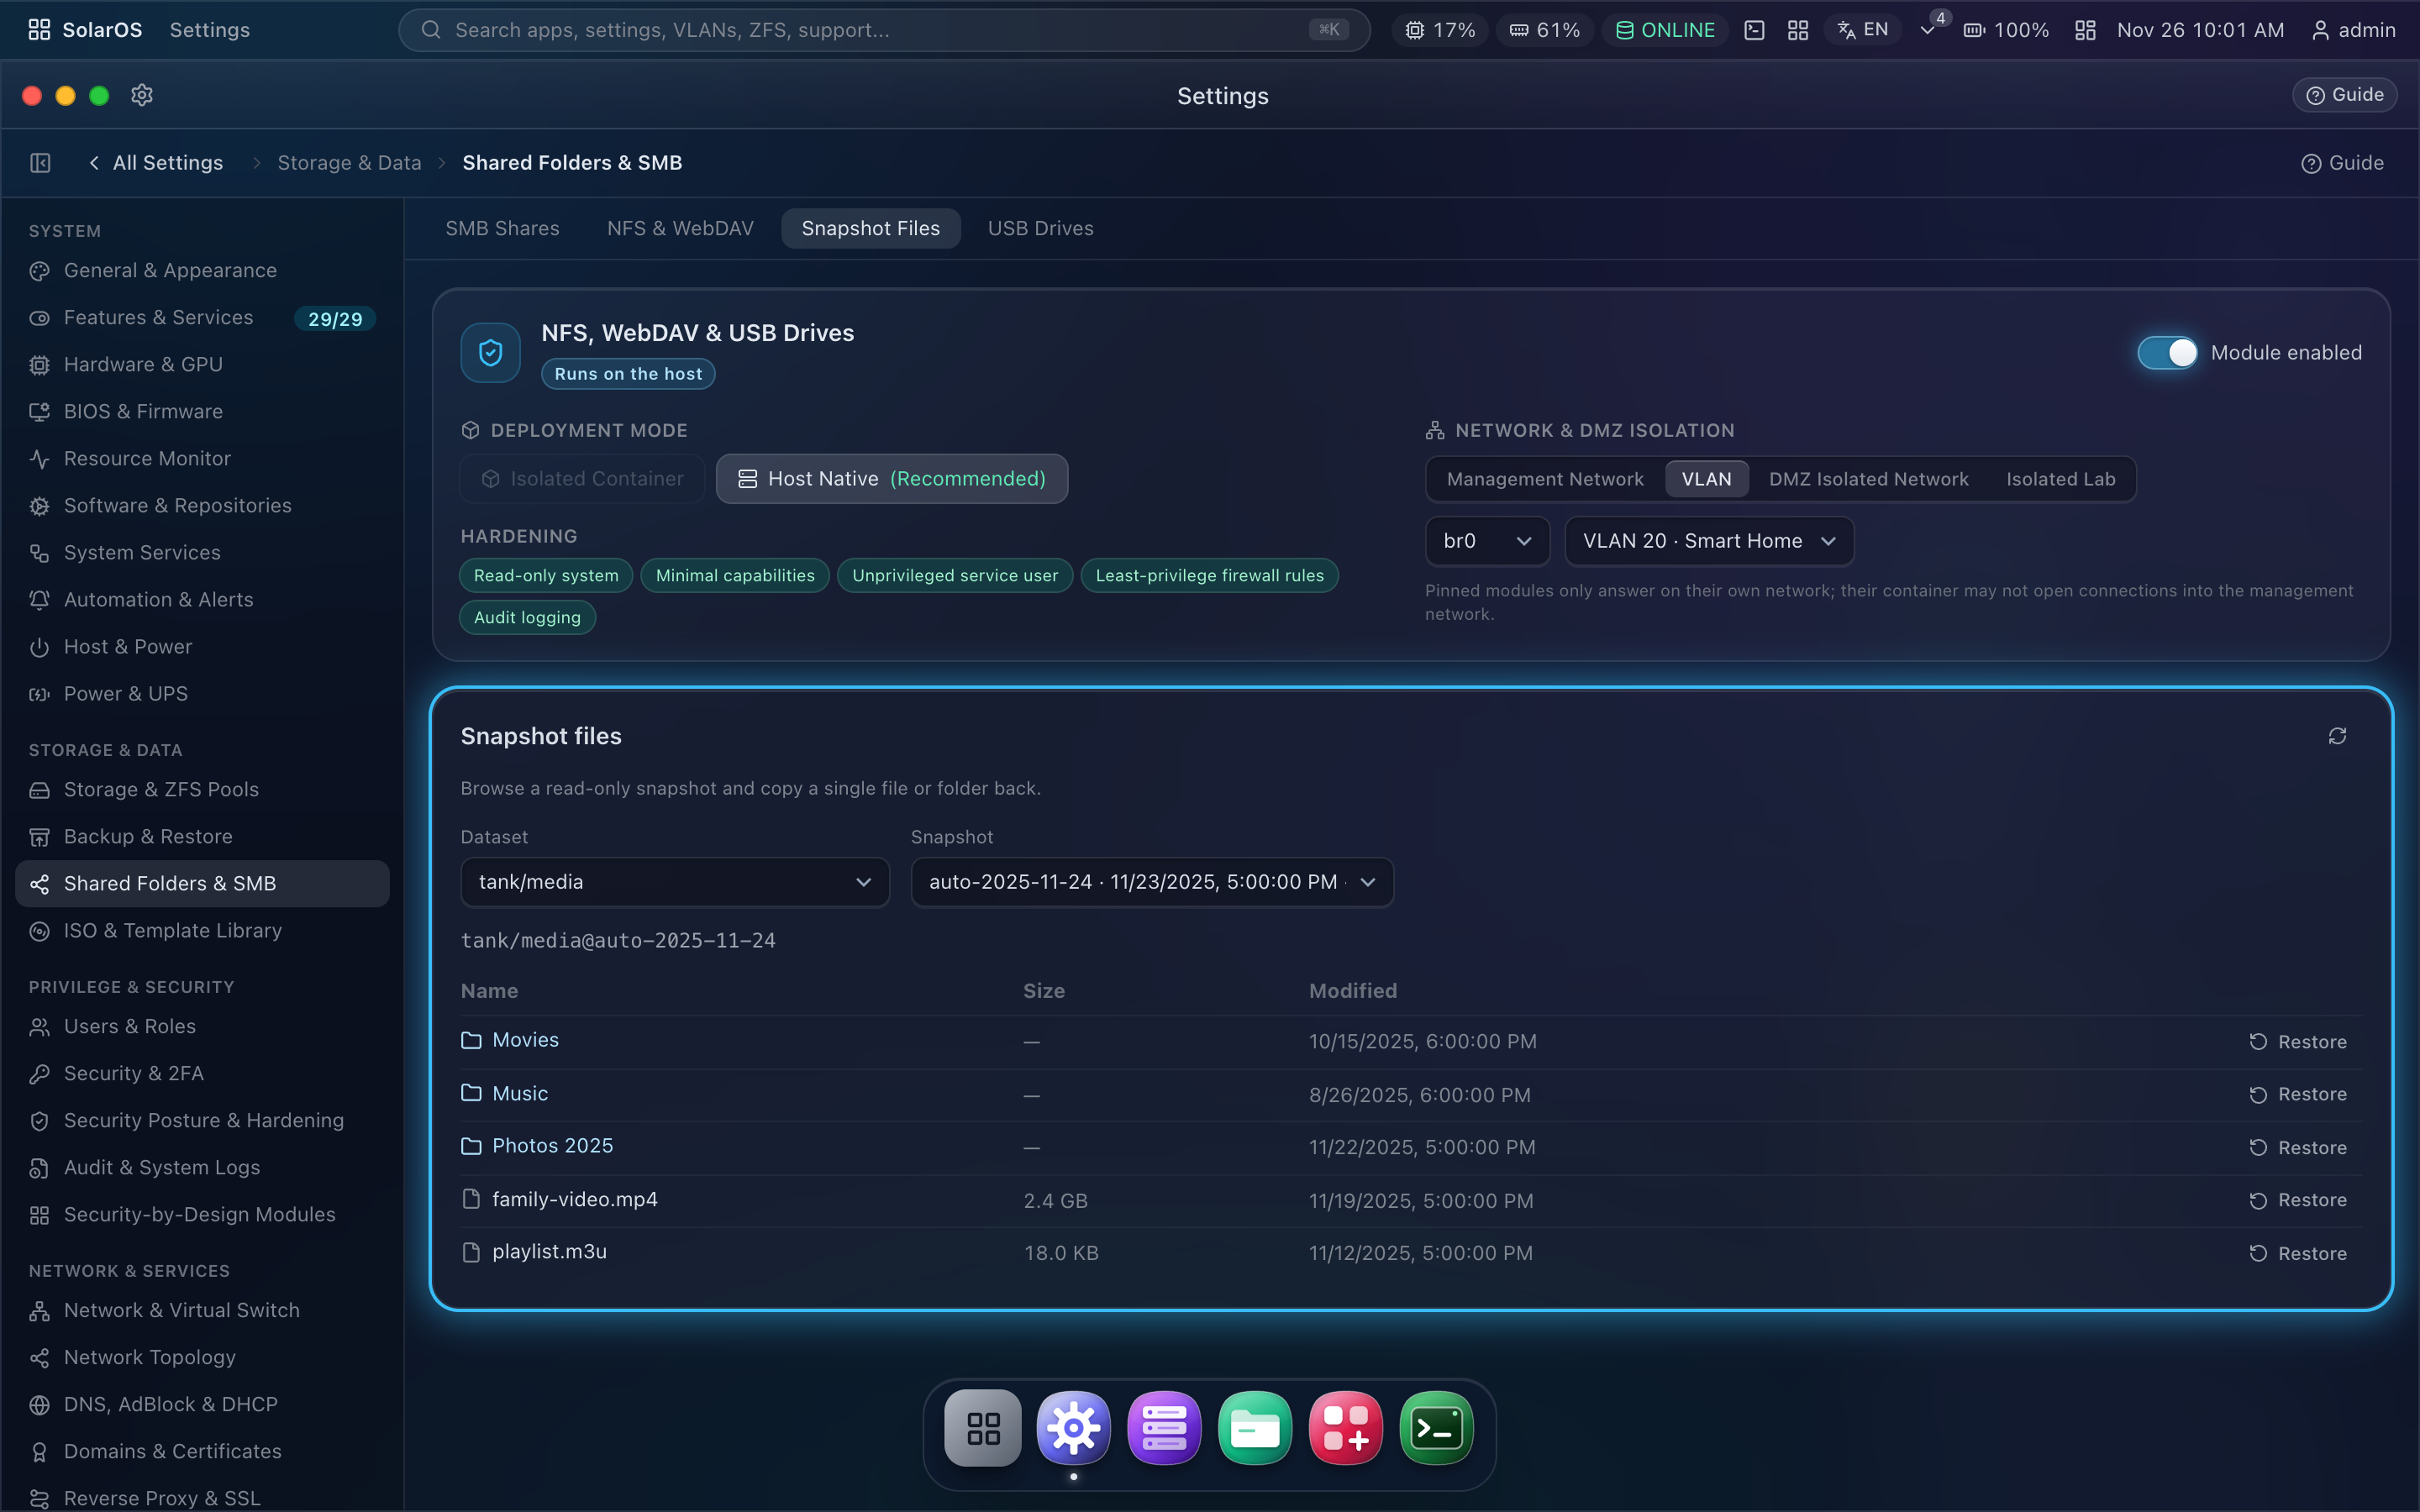 SolarOS Settings Search apps, settings, VLANs, ZFS, support... ⌘K 17% 61% ONLINE EN 4 100% Nov 26 10:01 AM admin
Settings Guide
All Settings Storage & Data Shared Folders & SMB Guide
SYSTEM
General & Appearance
Features & Services 29/29
Hardware & GPU
BIOS & Firmware
Resource Monitor
Software & Repositories
System Services
Automation & Alerts
Host & Power
Power & UPS
STORAGE & DATA
Storage & ZFS Pools
Backup & Restore
Shared Folders & SMB
ISO & Template Library
PRIVILEGE & SECURITY
Users & Roles
Security & 2FA
Security Posture & Hardening
Audit & System Logs
Security-by-Design Modules
NETWORK & SERVICES
Network & Virtual Switch
Network Topology
DNS, AdBlock & DHCP
Domains & Certificates
Reverse Proxy & SSL
SMB Shares NFS & WebDAV Snapshot Files USB Drives
NFS, WebDAV & USB Drives
Runs on the host
Module enabled
DEPLOYMENT MODE
Isolated Container Host Native (Recommended)
HARDENING
Read-only system Minimal capabilities Unprivileged service user Least-privilege firewall rules
Audit logging
NETWORK & DMZ ISOLATION
Management Network VLAN DMZ Isolated Network Isolated Lab
br0 VLAN 20 · Smart Home
Pinned modules only answer on their own network; their container may not open connections into the management
network.
Snapshot files
Browse a read-only snapshot and copy a single file or folder back.
Dataset Snapshot
tank/media auto-2025-11-24 · 11/23/2025, 5:00:00 PM ·
tank/media@auto-2025-11-24
Name Size Modified
Movies — 10/15/2025, 6:00:00 PM Restore
Music — 8/26/2025, 6:00:00 PM Restore
Photos 2025 — 11/22/2025, 5:00:00 PM Restore
family-video.mp4 2.4 GB 11/19/2025, 5:00:00 PM Restore
playlist.m3u 18.0 KB 11/12/2025, 5:00:00 PM Restore